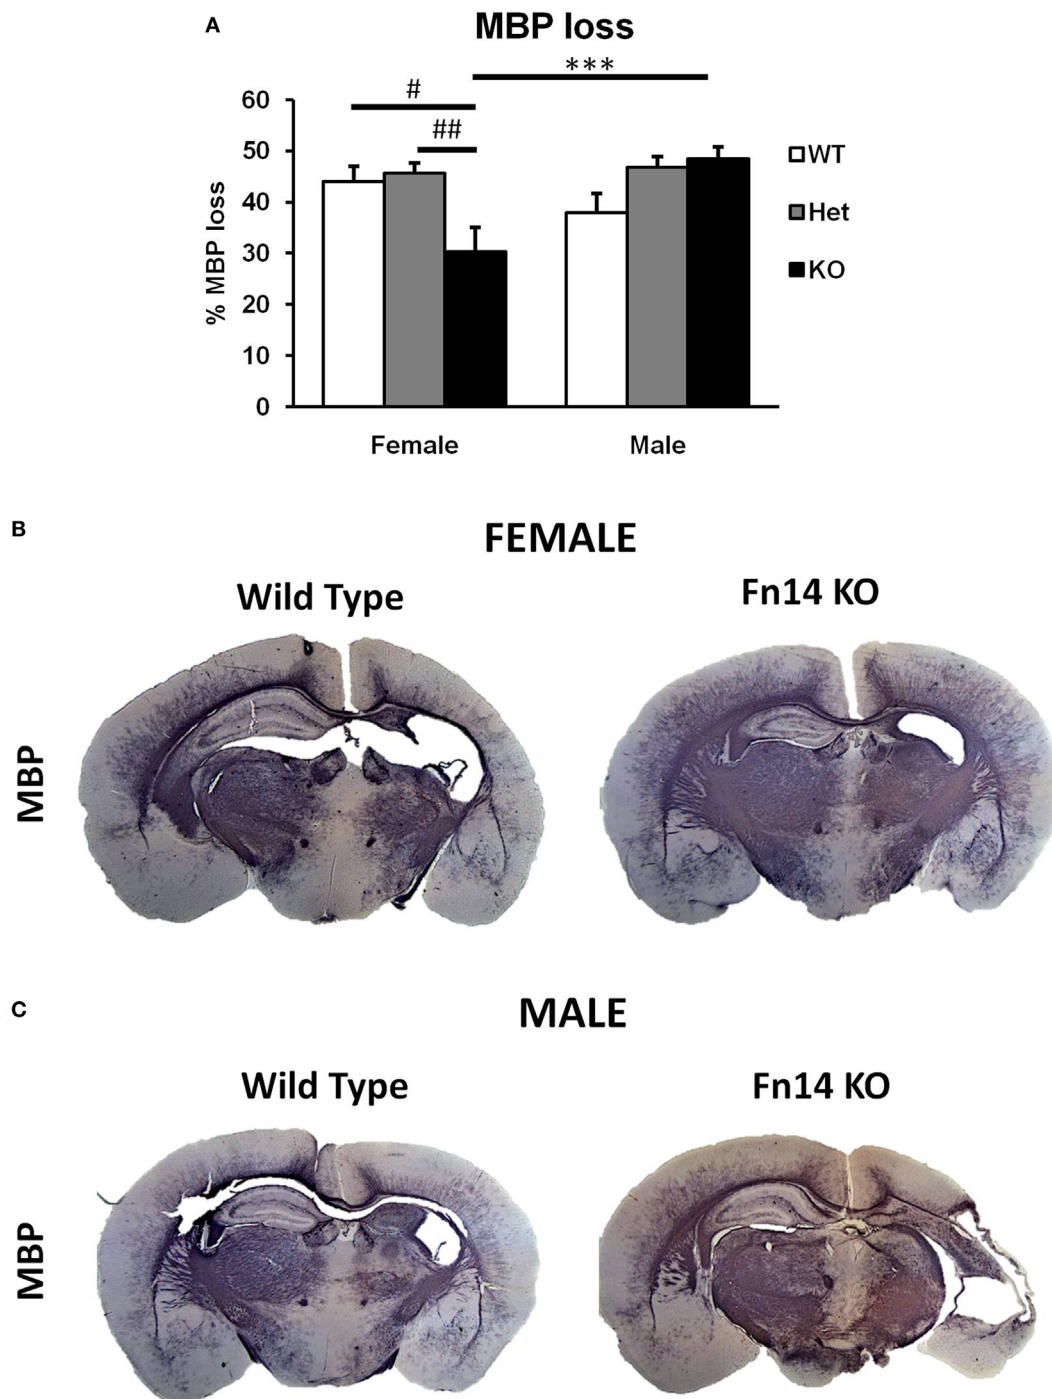 A
MBP loss
***
#
##
60
50
40
30
20
10
0
% MBP loss
Female
Male
WT
Het
KO
B
FEMALE
Wild Type
Fn14 KO
MBP
C
MALE
Wild Type
Fn14 KO
MBP